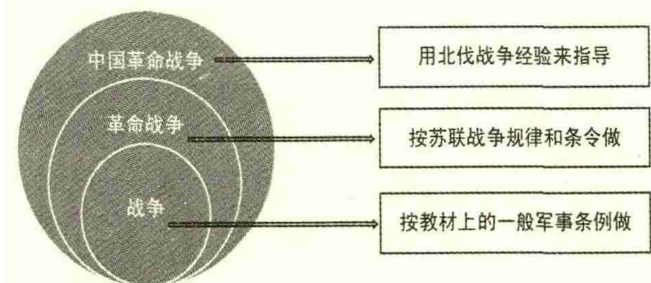 中国革命战争
用北伐战争经验来指导
革命战争
按苏联战争规律和条令做
战争
按教材上的一般军事条例做